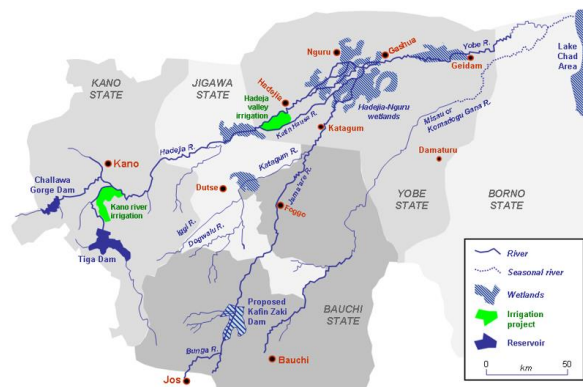 Nguru
Gashua
Yobe R.
Geidam
Lake
Chad
Area
KANO
STATE
JIGAWA
STATE
Hadejia
Hadeja
valley
irrigation
Kafin Hausa R.
Hadejia-Nguru
wetlands
Katagum
Misau or
Komadogu Gana R.
Hadejia R.
Kano
Katagum R.
Damaturu
Challawa
Gorge Dam
Dutse
Jama'are R.
YOBE
STATE
BORNO
STATE
Kano river
irrigation
Foggo
Iggi R.
Dogwalu R.
Tiga Dam
Proposed
Kafin Zaki
Dam
BAUCHI
STATE
Bunga R.
Bauchi
Jos
River
Seasonal river
Wetlands
Irrigation
project
Reservoir
0 50
km